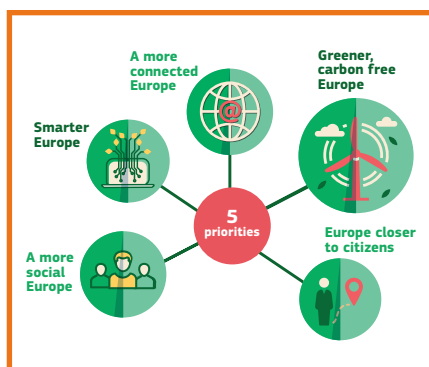 A more
connected
Europe
Greener,
carbon free
Europe
Smarter
Europe
@
5
priorities
A more
social
Europe
Europe closer
to citizens